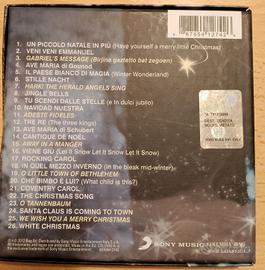 4 87654 12742 6
1 UN PICCOLO NATALE IN PIÙ (Have yourself a merry little Christmas)
2 VENI VENI EMMANUEL
3 GABRIEL'S MESSAGE (Birjina gaztetto bat zegoen)
4 AVE MARIA di Gounod
5 IL PAESE BIANCO DI MAGIA (Winter Wonderland)
6 STILLE NACHT
7 HARK! THE HERALD ANGELS SING
8 JINGLE BELLS
9 TU SCENDI DALLE STELLE (e In dulci jubilo)
10 NAVIDAD NUESTRA
11 ADESTE FIDELES
12 THE RE (The three kings)
13 AVE MARIA di Schubert
14 CANTIQUE DE NOEL
15 AWAY IN A MANGER
16 VIENE GIÙ (Let It Snow Let It Snow Let It Snow)
17 ROCKING CAROL
18 IN QUEL MEZZO INVERNO (in the bleak mid-winter)
19 O LITTLE TOWN OF BETHLEHEM
20 CHE BIMBO È LUI? (What child is this?)
21 COVENTRY CAROL
22 THE CHRISTMAS SONG
23 O TANNENBAUM
24 SANTA CLAUS IS COMING TO TOWN
25 WE WISH YOU A MERRY CHRISTMAS
26 WHITE CHRISTMAS
SONY MUSIC